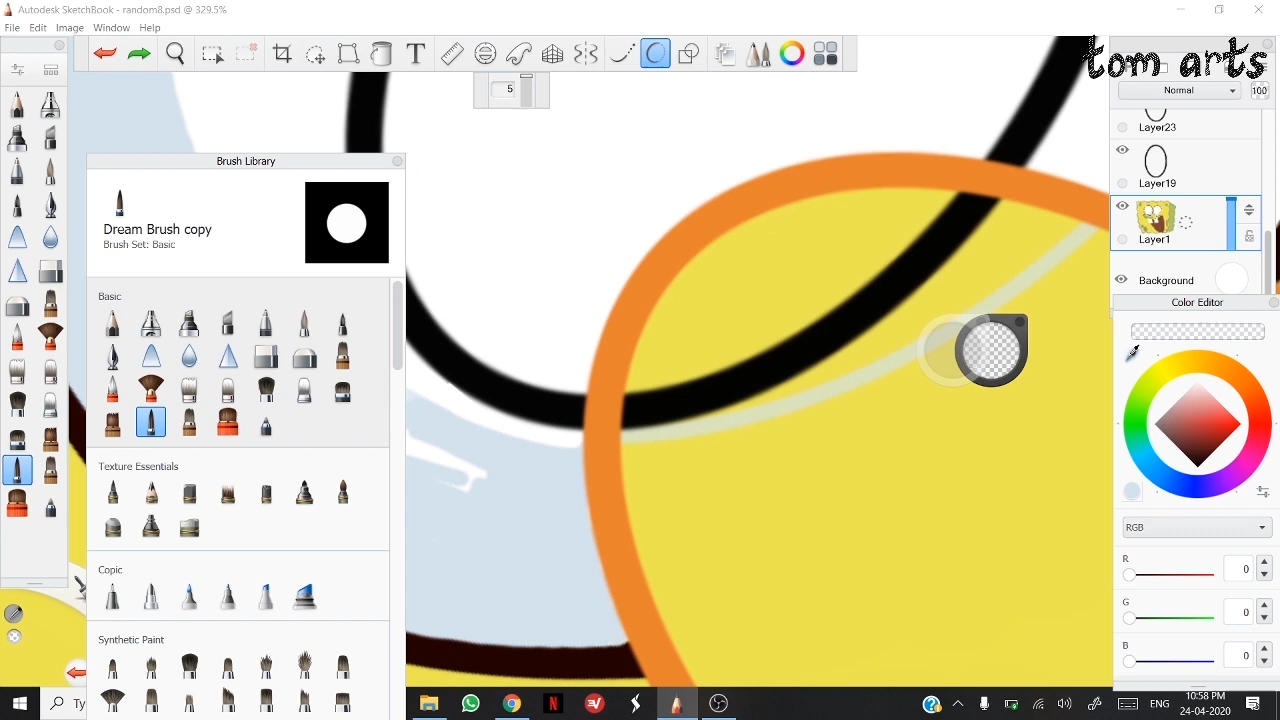 Autodesk SketchBook - random8.psd @ 329.5%
File Edit Image Window Help
tom arts
T
5
Normal 100
Layer23
Layer19
Layer1
Background
Brush Library
Dream Brush copy
Brush Set: Basic
Basic
Texture Essentials
Copic
Synthetic Paint
Color Editor
RGB
R 0
G 0
B 0
Ty
ENG
10:58 PM
24-04-2020